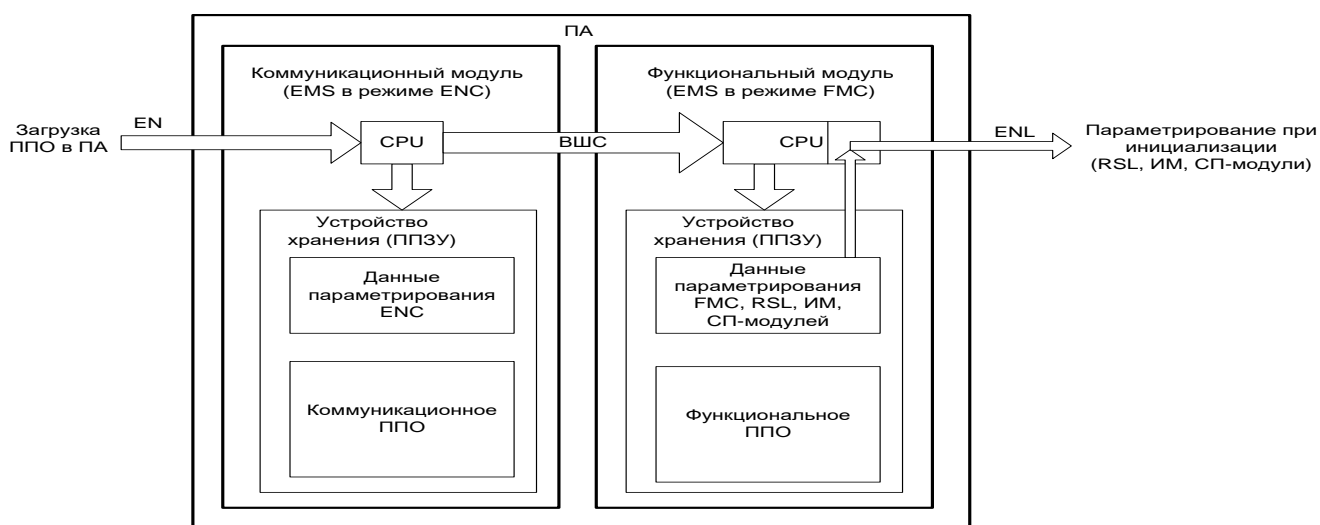 ПА
Коммуникационный модуль
(EMS в режиме ENC)
Функциональный модуль
(EMS в режиме FMC)
Загрузка
ППО в ПА
EN
CPU
ВШС
CPU
ENL
Параметрирование при
инициализации
(RSL, ИМ, СП-модули)
Устройство
хранения (ППЗУ)
Данные
параметрирования
ENC
Коммуникационное
ППО
Устройство
хранения (ППЗУ)
Данные
параметрирования
FMC, RSL, ИМ,
СП-модулей
Функциональное
ППО